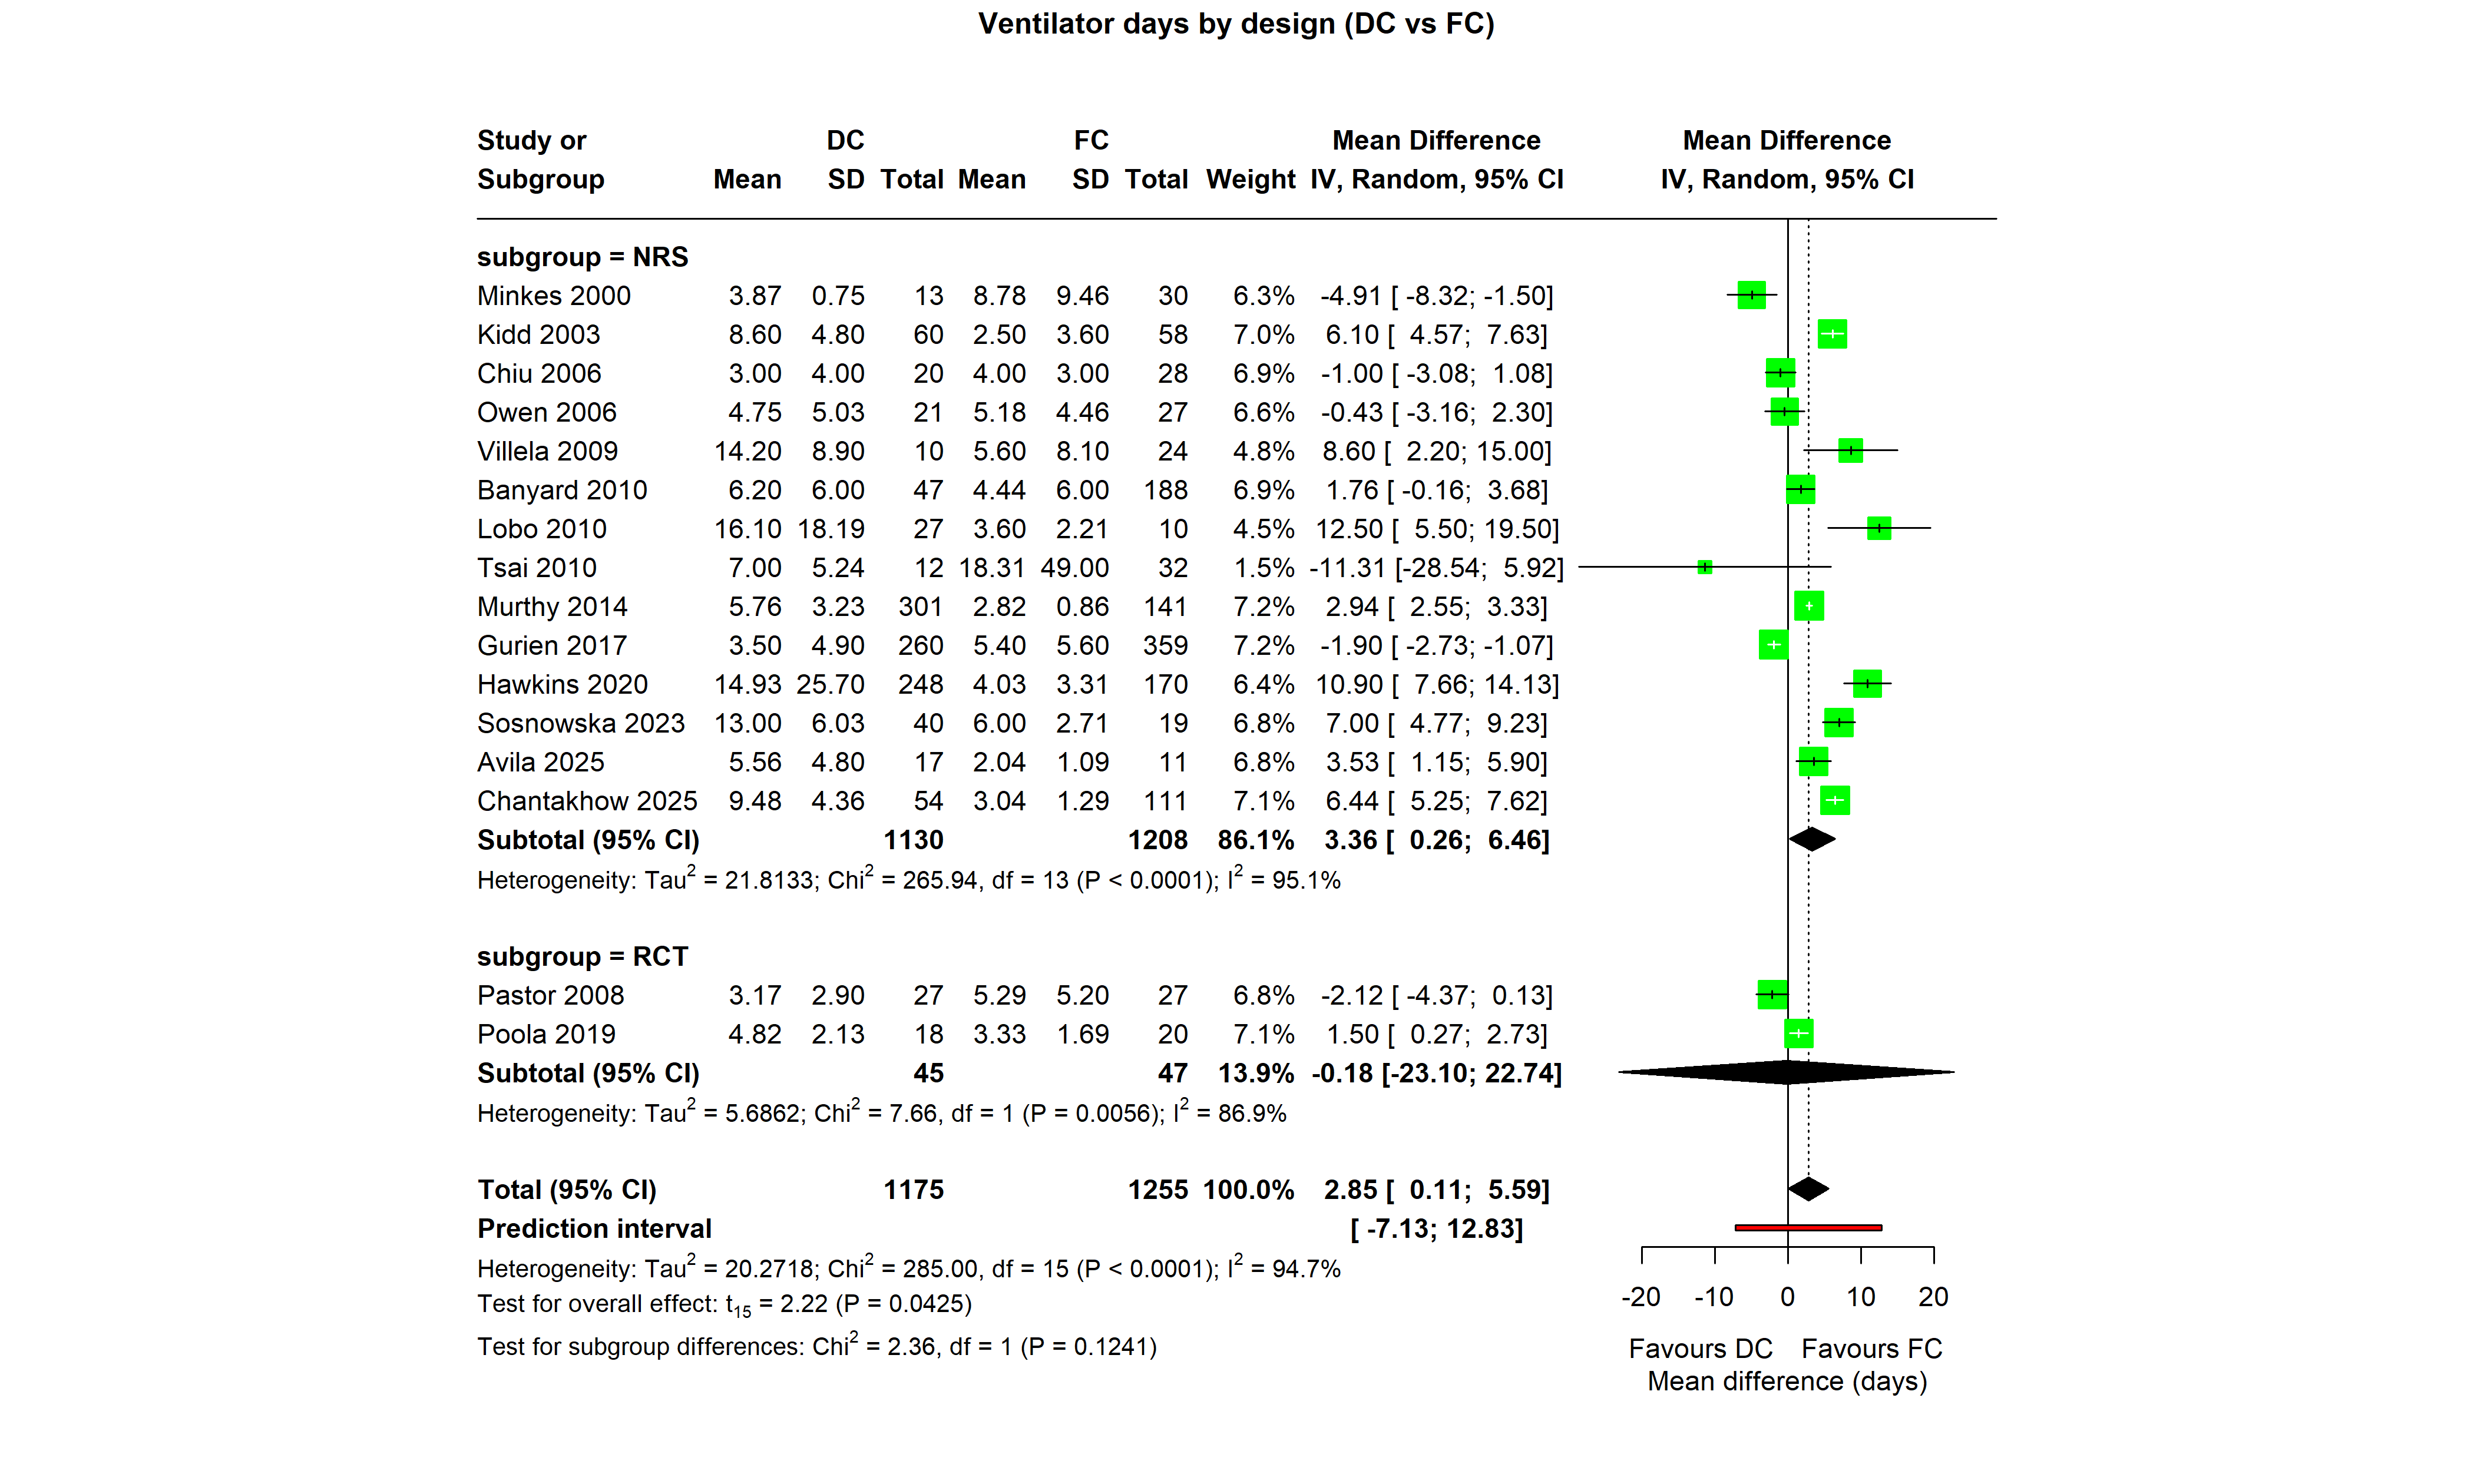 Ventilator days by design (DC vs FC)
Study or DC FC Mean Difference Mean Difference
Subgroup Mean SD Total Mean SD Total Weight IV, Random, 95% CI IV, Random, 95% CI
subgroup = NRS
Minkes 2000 3.87 0.75 13 8.78 9.46 30 6.3% -4.91 [ -8.32; -1.50]
Kidd 2003 8.60 4.80 60 2.50 3.60 58 7.0% 6.10 [ 4.57; 7.63]
Chiu 2006 3.00 4.00 20 4.00 3.00 28 6.9% -1.00 [ -3.08; 1.08]
Owen 2006 4.75 5.03 21 5.18 4.46 27 6.6% -0.43 [ -3.16; 2.30]
Villela 2009 14.20 8.90 10 5.60 8.10 24 4.8% 8.60 [ 2.20; 15.00]
Banyard 2010 6.20 6.00 47 4.44 6.00 188 6.9% 1.76 [ -0.16; 3.68]
Lobo 2010 16.10 18.19 27 3.60 2.21 10 4.5% 12.50 [ 5.50; 19.50]
Tsai 2010 7.00 5.24 12 18.31 49.00 32 1.5% -11.31 [-28.54; 5.92]
Murthy 2014 5.76 3.23 301 2.82 0.86 141 7.2% 2.94 [ 2.55; 3.33]
Gurien 2017 3.50 4.90 260 5.40 5.60 359 7.2% -1.90 [ -2.73; -1.07]
Hawkins 2020 14.93 25.70 248 4.03 3.31 170 6.4% 10.90 [ 7.66; 14.13]
Sosnowska 2023 13.00 6.03 40 6.00 2.71 19 6.8% 7.00 [ 4.77; 9.23]
Avila 2025 5.56 4.80 17 2.04 1.09 11 6.8% 3.53 [ 1.15; 5.90]
Chantakhow 2025 9.48 4.36 54 3.04 1.29 111 7.1% 6.44 [ 5.25; 7.62]
Subtotal (95% CI) 1130 1208 86.1% 3.36 [ 0.26; 6.46]
Heterogeneity: Tau² = 21.8133; Chi² = 265.94, df = 13 (P < 0.0001); I² = 95.1%
subgroup = RCT
Pastor 2008 3.17 2.90 27 5.29 5.20 27 6.8% -2.12 [ -4.37; 0.13]
Poola 2019 4.82 2.13 18 3.33 1.69 20 7.1% 1.50 [ 0.27; 2.73]
Subtotal (95% CI) 45 47 13.9% -0.18 [-23.10; 22.74]
Heterogeneity: Tau² = 5.6862; Chi² = 7.66, df = 1 (P = 0.0056); I² = 86.9%
Total (95% CI) 1175 1255 100.0% 2.85 [ 0.11; 5.59]
Prediction interval [ -7.13; 12.83]
Heterogeneity: Tau² = 20.2718; Chi² = 285.00, df = 15 (P < 0.0001); I² = 94.7%
Test for overall effect: t₁₅ = 2.22 (P = 0.0425)
Test for subgroup differences: Chi² = 2.36, df = 1 (P = 0.1241)
-20 -10 0 10 20
Favours DC Favours FC
Mean difference (days)